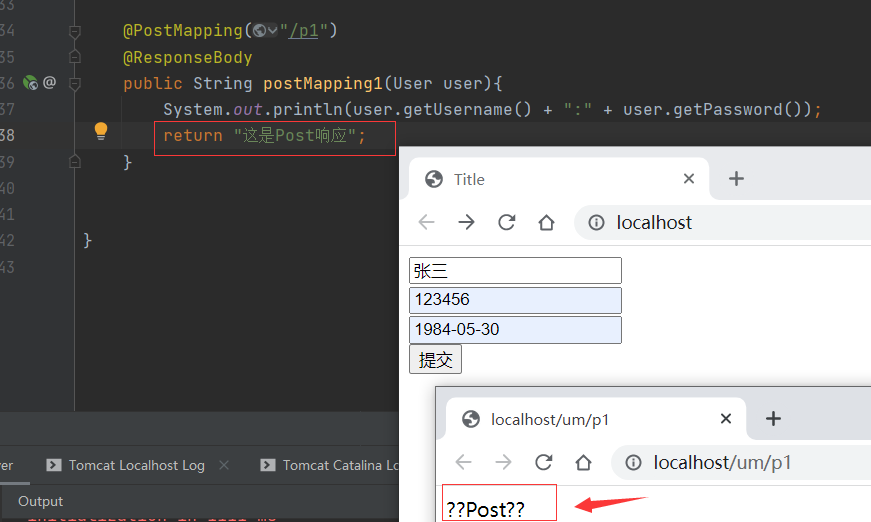 33
34 @PostMapping("/p1")
35 @ResponseBody
36 public String postMapping1(User user){
37 System.out.println(user.getUsername() + ":" + user.getPassword());
38 return "这是Post响应";
39 }
40
41
42 }
43
Title
localhost
张三
123456
1984-05-30
提交
localhost/um/p1
localhost/um/p1
??Post??
Tomcat Localhost Log
Tomcat Catalina
Output